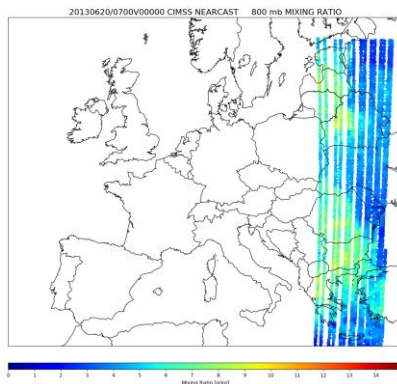 20130620/0700V00000 CIMSS NEARCAST 800 mb MIXING RATIO
0 1 2 3 4 5 6 7 8 9 10 11 12 13 14
Mixing Ratio [g/kg]